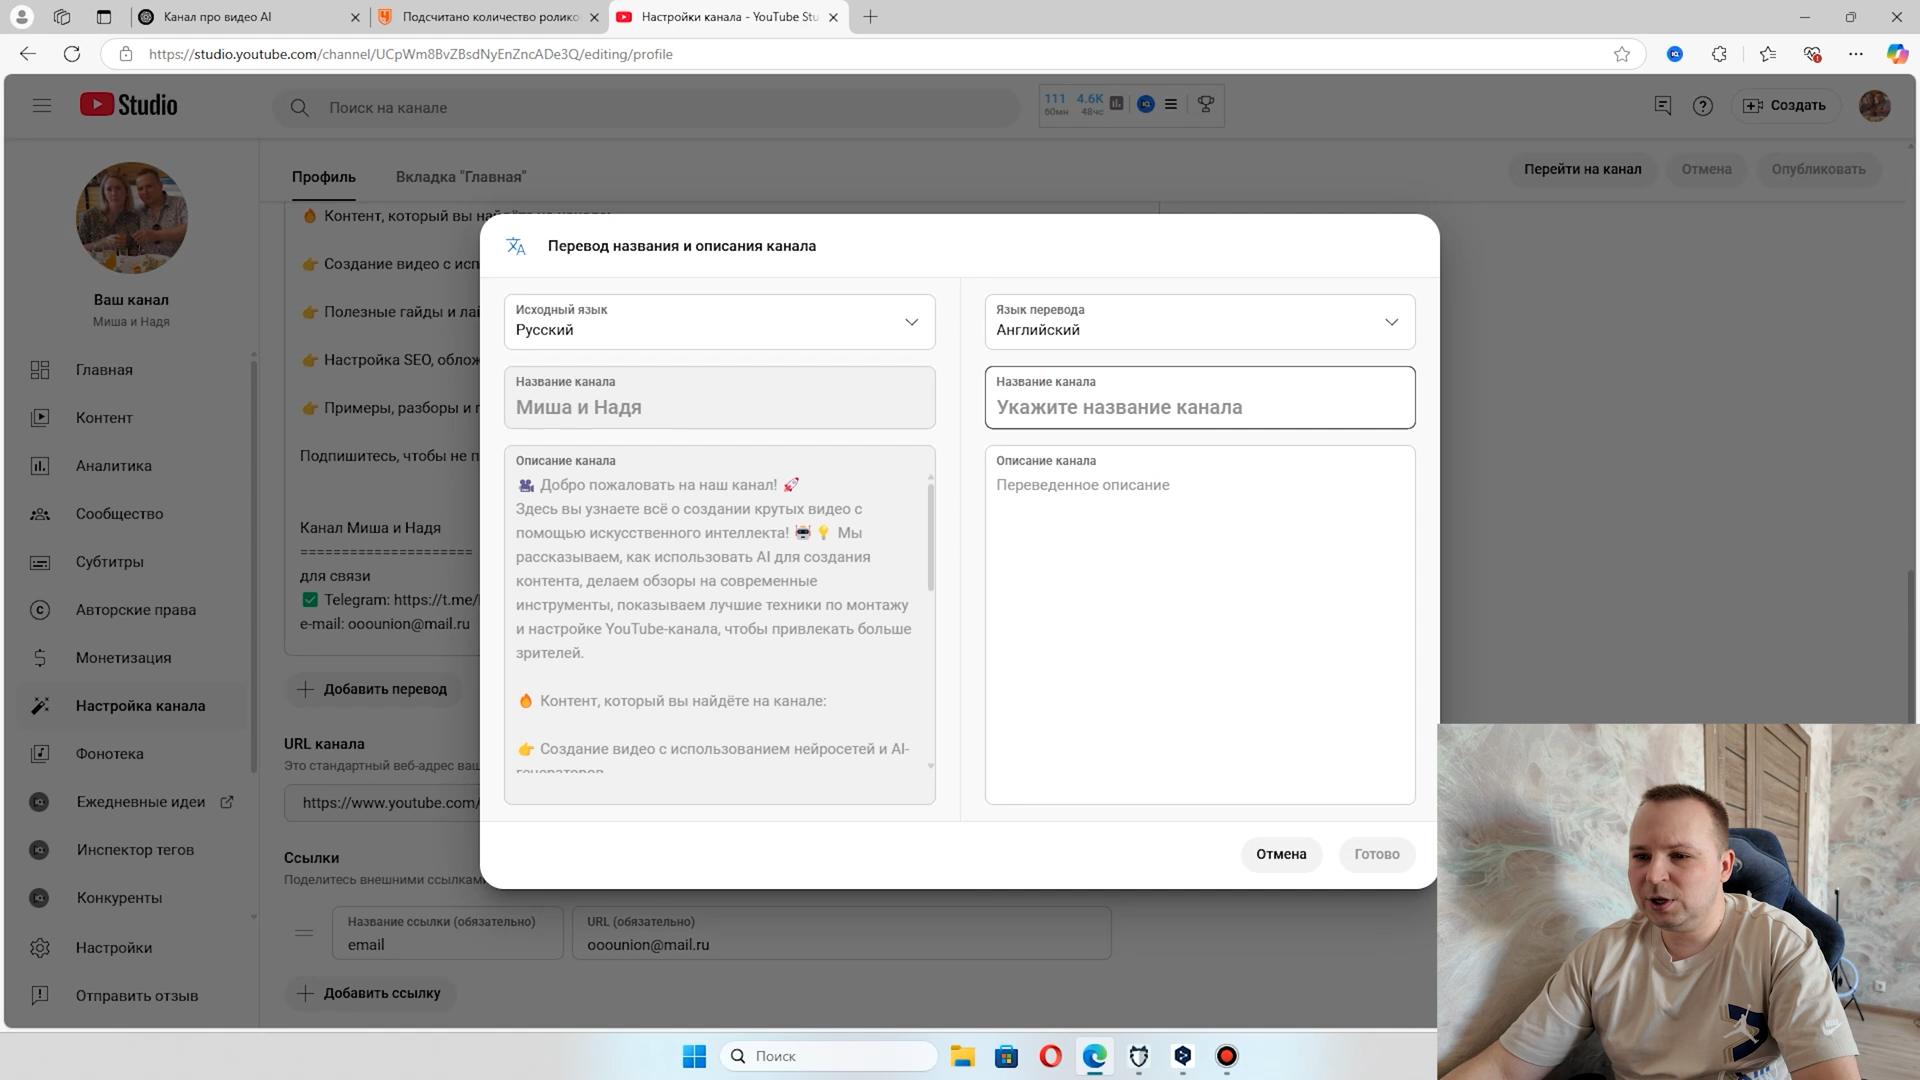 Канал про видео AI
Подсчитано количество ролико
Настройки канала - YouTube Stu
https://studio.youtube.com/channel/UCpWm8BvZBsdNyEnZncADe3Q/editing/profile
Studio
Поиск на канале
111 4.6K
60мн 48чс
Создать
Профиль
Вкладка "Главная"
Перейти на канал
Отмена
Опубликовать
Ваш канал
Миша и Надя
Главная
Контент
Аналитика
Сообщество
Субтитры
Авторские права
Монетизация
Настройка канала
Фонотека
Ежедневные идеи
Инспектор тегов
Конкуренты
Настройки
Отправить отзыв
🔥 Контент, который вы
👉 Создание видео с исп
👉 Полезные гайды и ла
👉 Настройка SEO, облож
👉 Примеры, разборы и
Подпишитесь, чтобы не п
Канал Миша и Надя
=====================
для связи
✅ Telegram: https://t.me/
e-mail: ooounion@mail.ru
Добавить перевод
URL канала
Это стандартный веб-адрес ваш
https://www.youtube.com/
Ссылки
Поделитесь внешними ссылками
Название ссылки (обязательно)
email
URL (обязательно)
ooounion@mail.ru
Добавить ссылку
Перевод названия и описания канала
Исходный язык
Русский
Название канала
Миша и Надя
Описание канала
🎥 Добро пожаловать на наш канал! 🚀
Здесь вы узнаете всё о создании крутых видео с
помощью искусственного интеллекта! 🤖💡 Мы
рассказываем, как использовать AI для создания
контента, делаем обзоры на современные
инструменты, показываем лучшие техники по монтажу
и настройке YouTube-канала, чтобы привлекать больше
зрителей.
🔥 Контент, который вы найдёте на канале:
👉 Создание видео с использованием нейросетей и AI-
генераторов
Язык перевода
Английский
Название канала
Укажите название канала
Описание канала
Переведенное описание
Отмена
Готово
Поиск